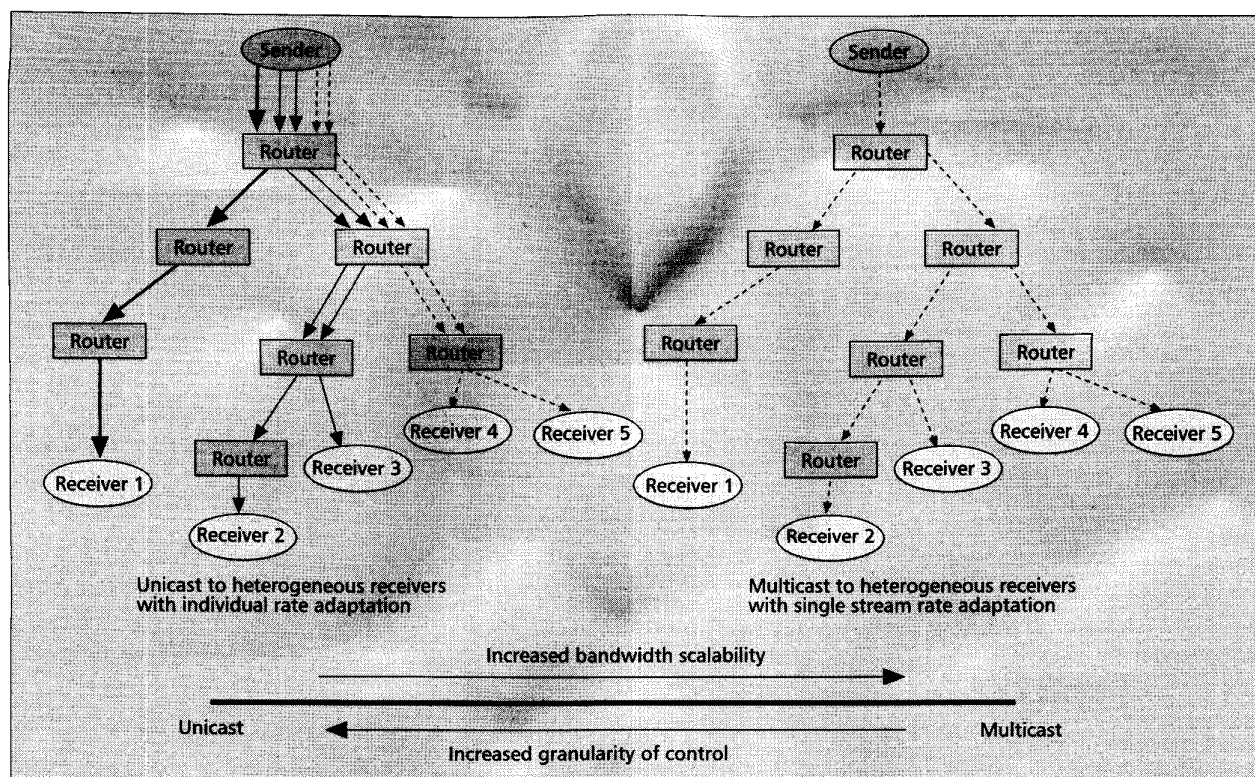 Sender
Router
Router
Router
Router
Router
Router
Router
Receiver 1
Receiver 2
Receiver 3
Receiver 4
Receiver 5
Unicast to heterogeneous receivers
with individual rate adaptation
Sender
Router
Router
Router
Router
Router
Router
Router
Receiver 1
Receiver 2
Receiver 3
Receiver 4
Receiver 5
Multicast to heterogeneous receivers
with single stream rate adaptation
Increased bandwidth scalability
Unicast
Multicast
Increased granularity of control